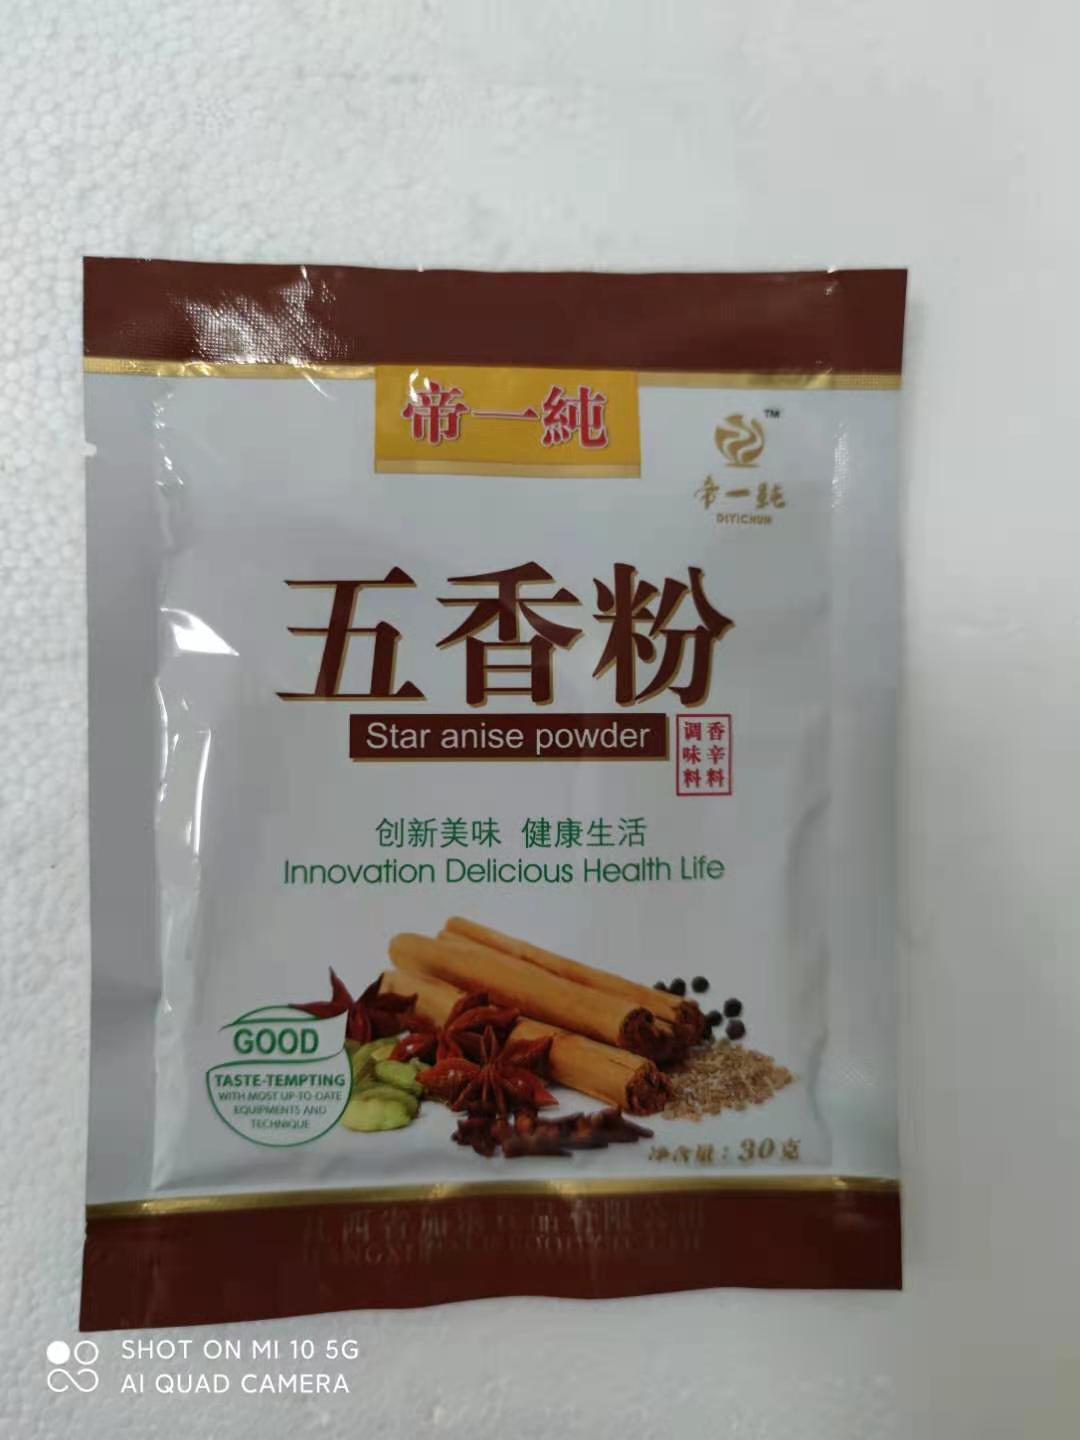 帝一純
TM
帝一純
DIYICHUN
五香粉
Star anise powder
香辛料
调味料
创新美味 健康生活
Innovation Delicious Health Life
GOOD
TASTE-TEMPTING
WITH MOST UP-TO-DATE
EQUIPMENTS AND
TECHNIQUE
净含量：30克
SHOT ON MI 10 5G
AI QUAD CAMERA